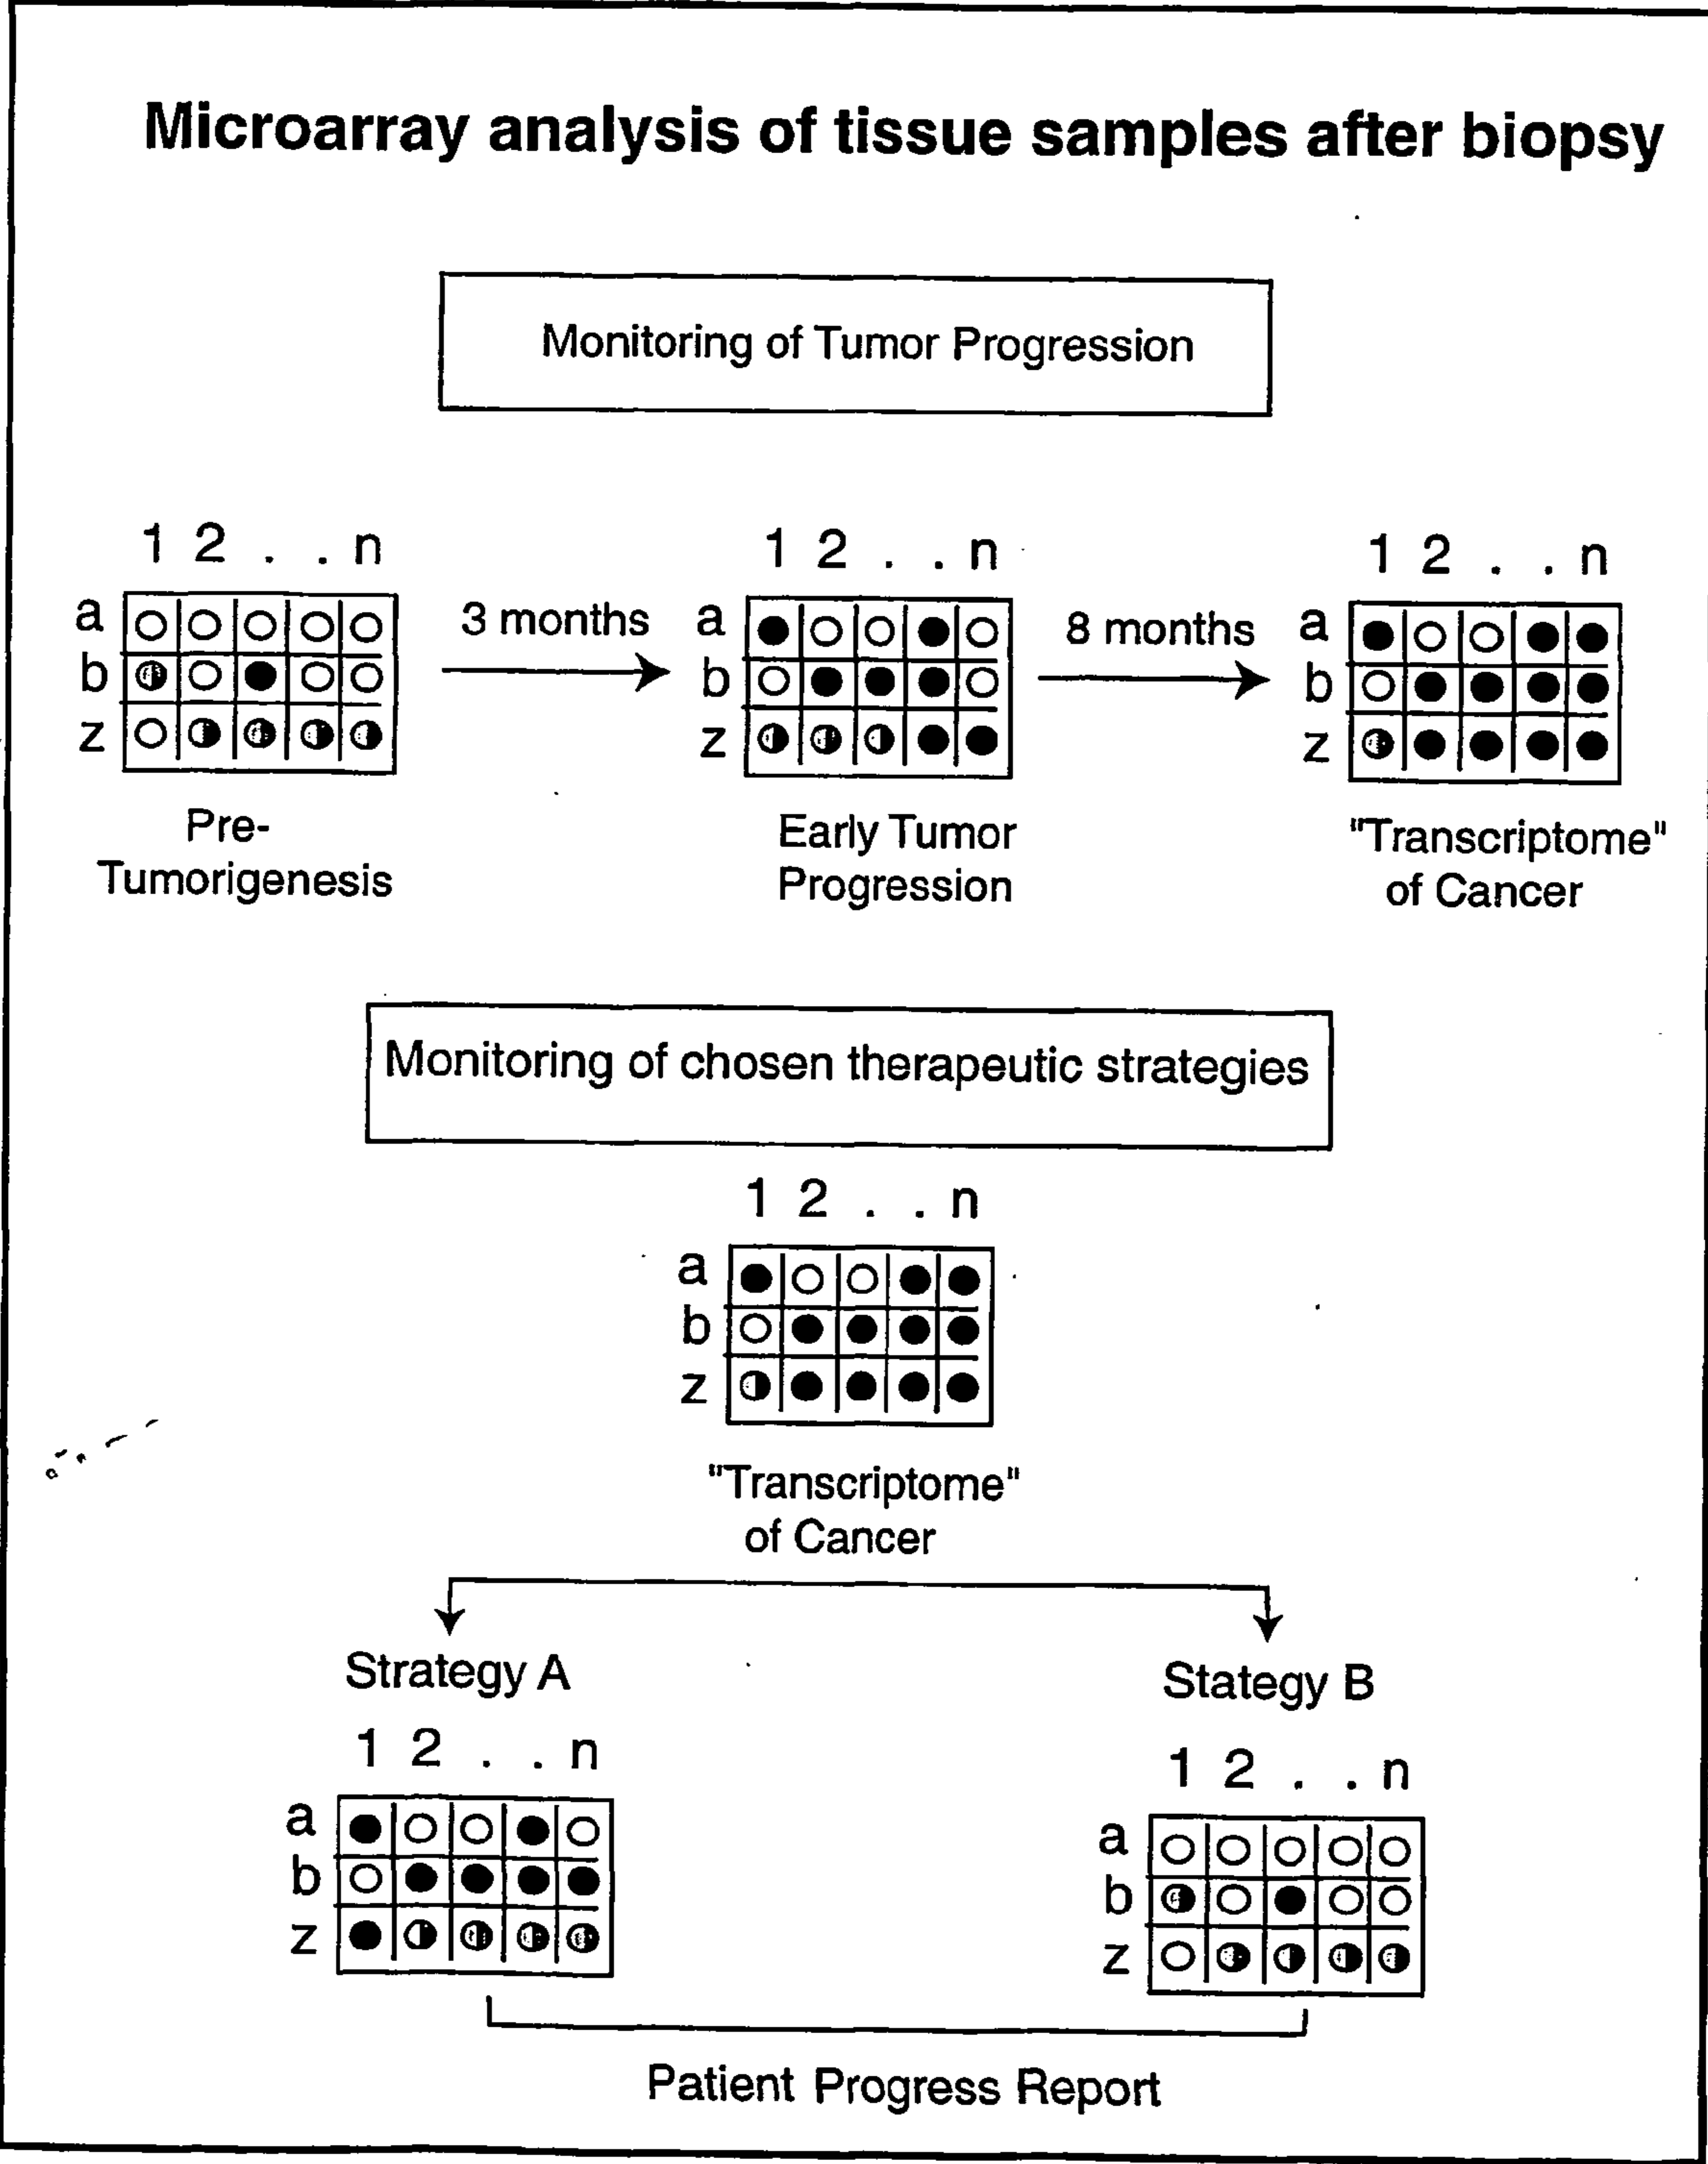 Microarray analysis of tissue samples after biopsy
Monitoring of Tumor Progression
1 2 . . n
a
b
z
Pre-
Tumorigenesis
3 months
1 2 . . n
a
b
z
Early Tumor
Progression
8 months
1 2 . . n
a
b
z
"Transcriptome"
of Cancer
Monitoring of chosen therapeutic strategies
1 2 . . n
a
b
z
"Transcriptome"
of Cancer
Strategy A
1 2 . . n
a
b
z
Stategy B
1 2 . . n
a
b
z
Patient Progress Report